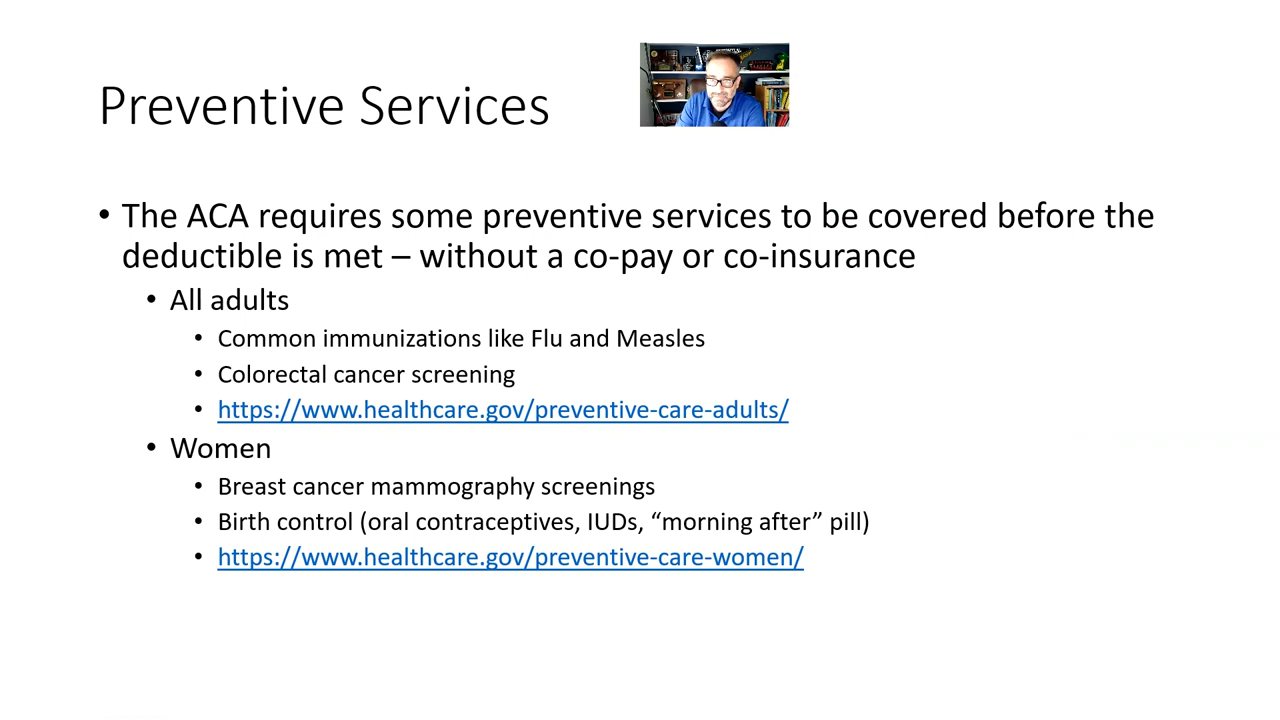 Preventive Services
• The ACA requires some preventive services to be covered before the
deductible is met – without a co-pay or co-insurance
• All adults
• Common immunizations like Flu and Measles
• Colorectal cancer screening
• https://www.healthcare.gov/preventive-care-adults/
• Women
• Breast cancer mammography screenings
• Birth control (oral contraceptives, IUDs, “morning after” pill)
• https://www.healthcare.gov/preventive-care-women/